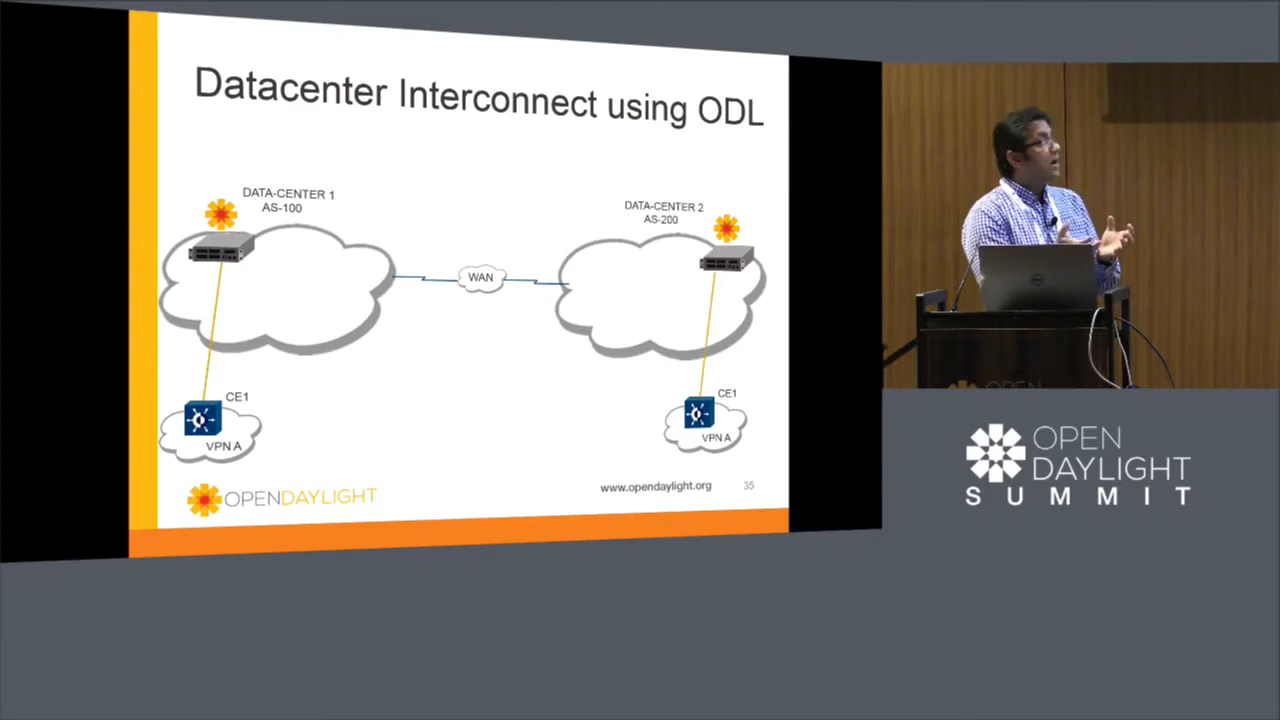 Datacenter Interconnect using ODL
DATA-CENTER 1
AS-100
DATA-CENTER 2
AS-200
WAN
CE1
VPN A
CE1
VPN A
OPENDAYLIGHT
www.opendaylight.org
35
OPEN
DAYLIGHT
SUMMIT
OPEN